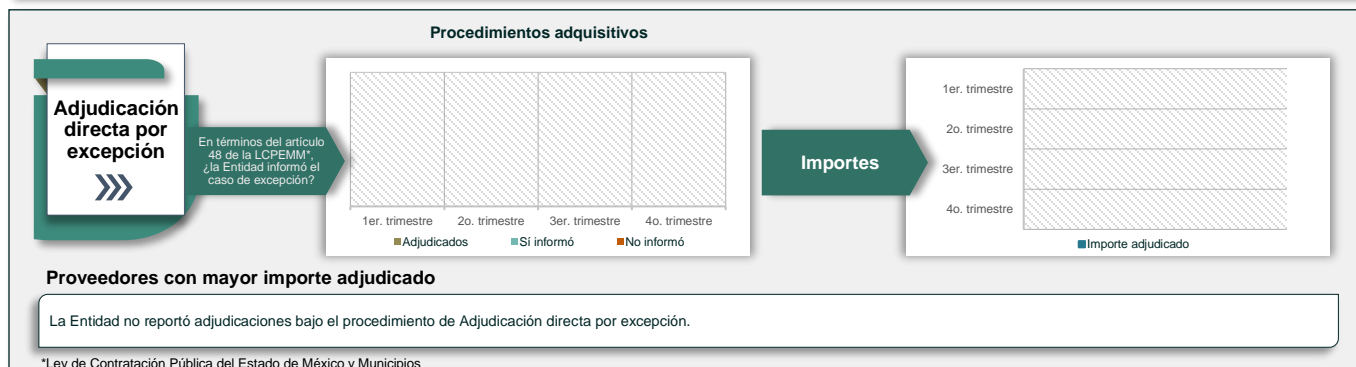 Procedimientos adquisitivos
Adjudicación
directa por
excepción
En términos del artículo
48 de la LCPEMM*,
¿la Entidad informó el
caso de excepción?
1er. trimestre
2o. trimestre
3er. trimestre
4o. trimestre
Adjudicados
Sí informó
No informó
Importes
1er. trimestre
2o. trimestre
3er. trimestre
4o. trimestre
Importe adjudicado
Proveedores con mayor importe adjudicado
La Entidad no reportó adjudicaciones bajo el procedimiento de Adjudicación directa por excepción.
*Ley de Contratación Pública del Estado de México y Municipios